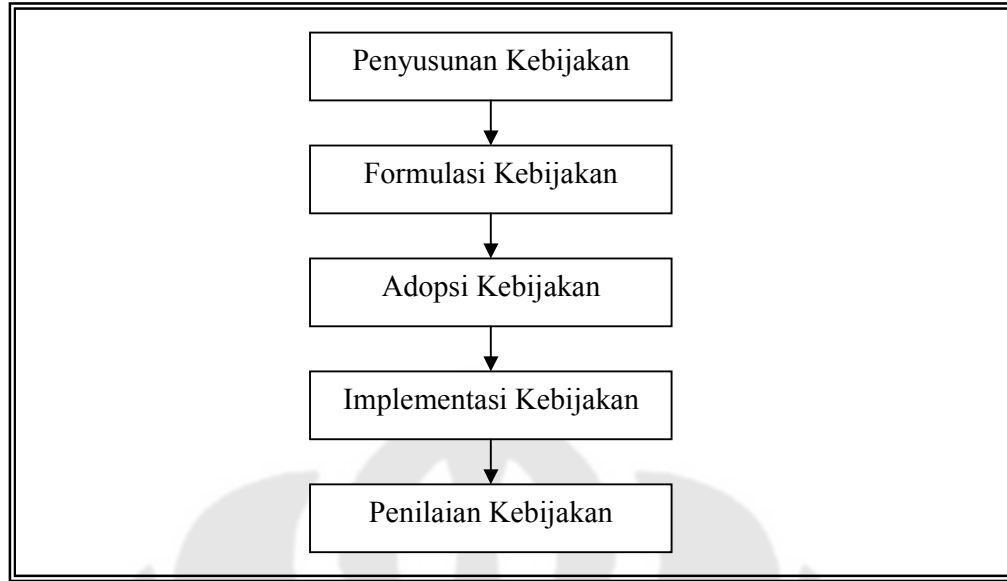 Penyusunan Kebijakan
Formulasi Kebijakan
Adopsi Kebijakan
Implementasi Kebijakan
Penilaian Kebijakan